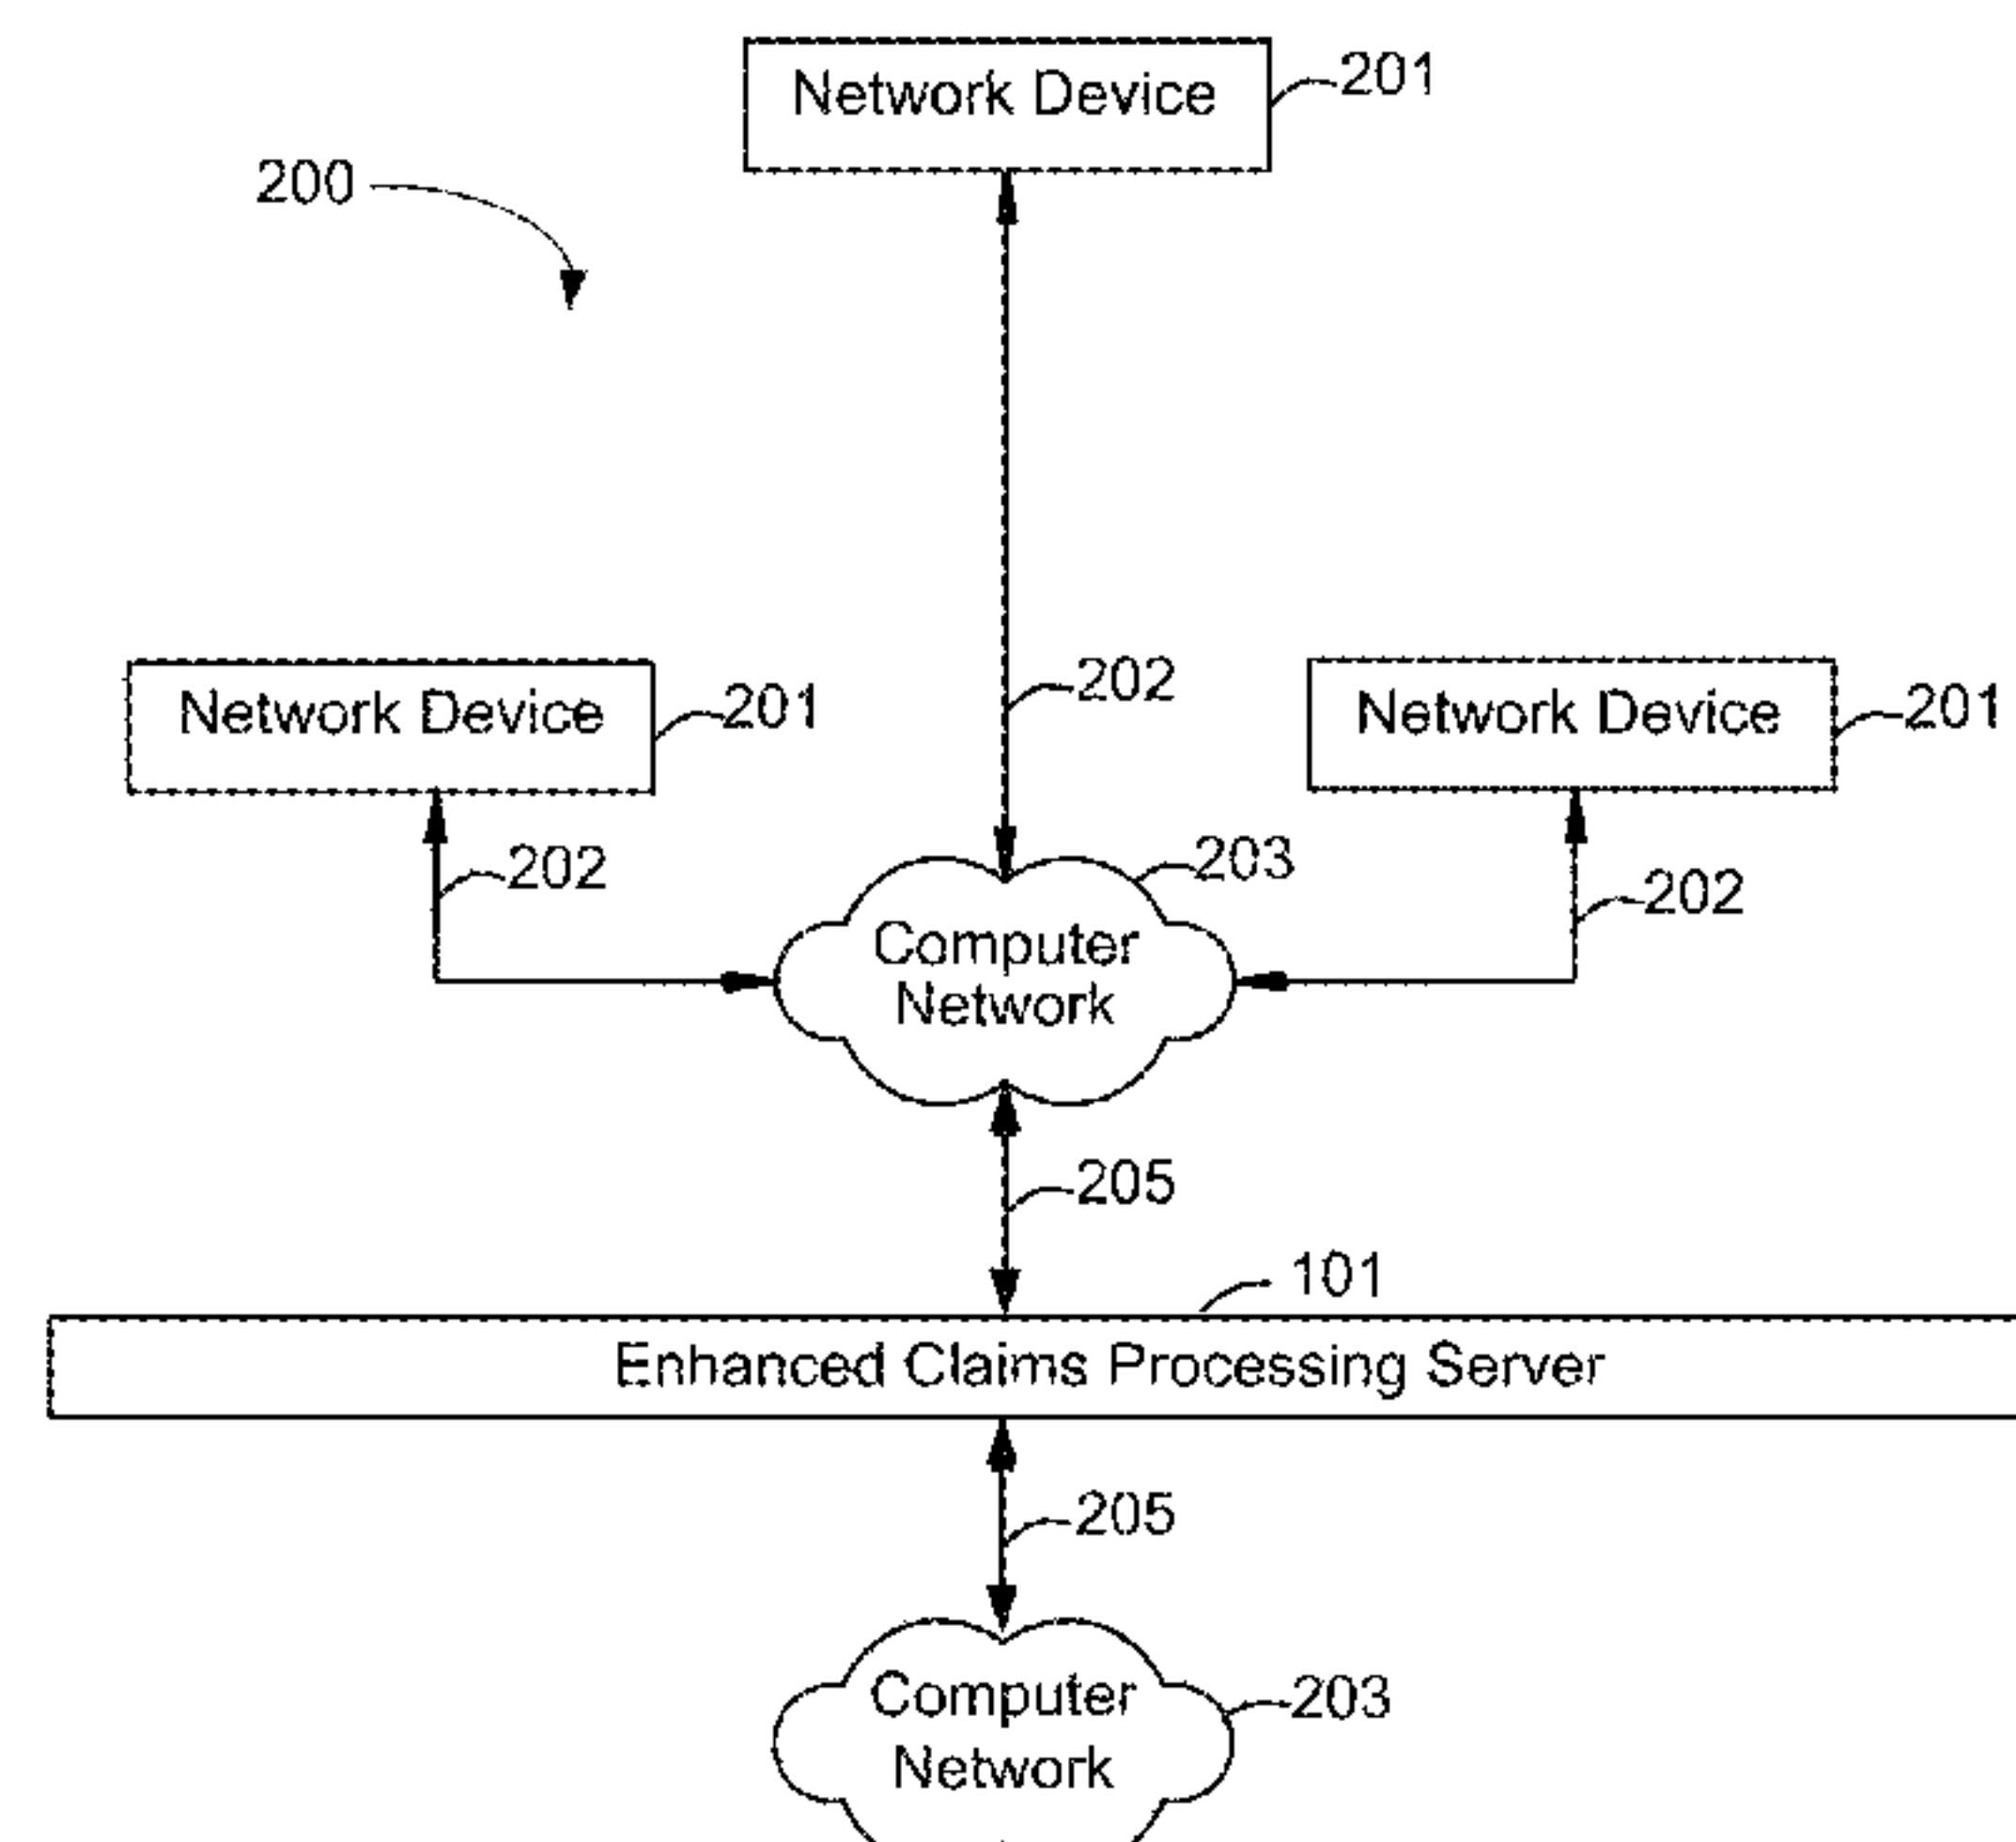 Network Device
201
200
202
Network Device
201
Network Device
201
202
203
202
Computer
Network
205
101
Enhanced Claims Processing Server
205
Computer
Network
203